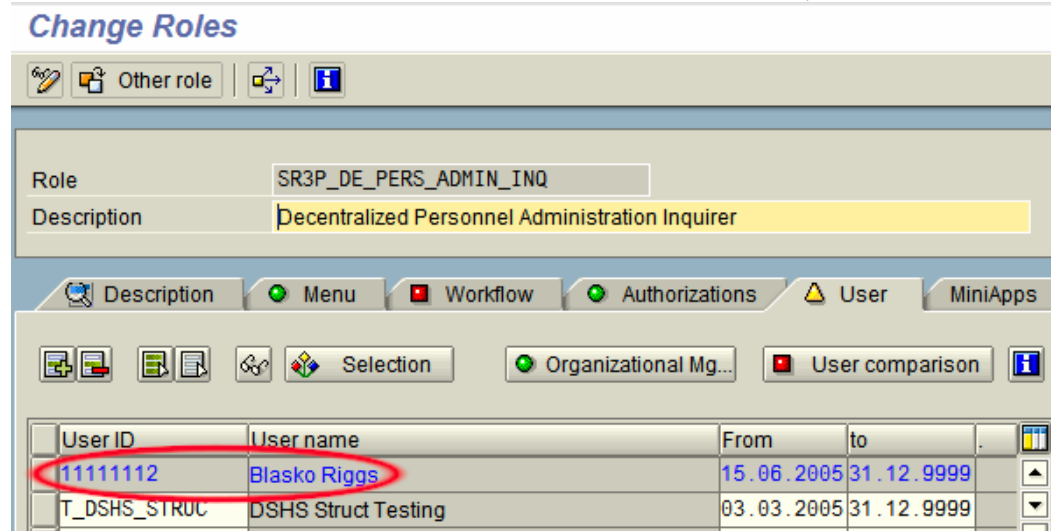 Change Roles
Other role
Role SR3P_DE_PERS_ADMIN_INQ
Description Decentralized Personnel Administration Inquirer
Description Menu Workflow Authorizations User MiniApps
Selection Organizational Mg... User comparison
User ID User name From to .
11111112 Blasko Riggs 15.06.2005 31.12.9999
T_DSHS_STRUC DSHS Struct Testing 03.03.2005 31.12.9999